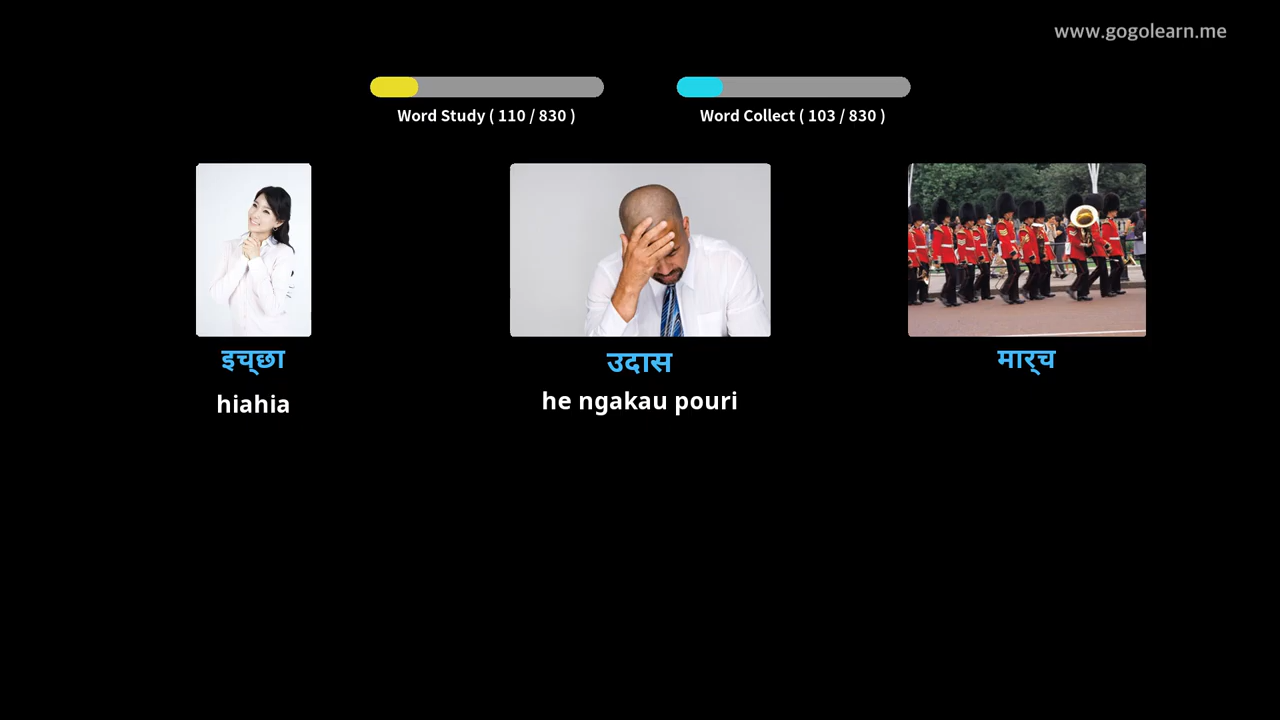 www.gogolearn.me
Word Study ( 110 / 830 )
Word Collect ( 103 / 830 )
इच्‌छा
उदास
मार्‌च
hiahia
he ngakau pouri